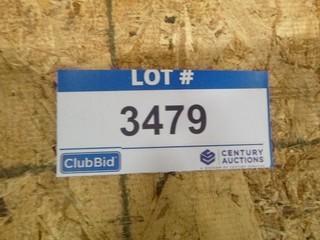 LOT #
3479
ClubBid
CENTURY
AUCTIONS